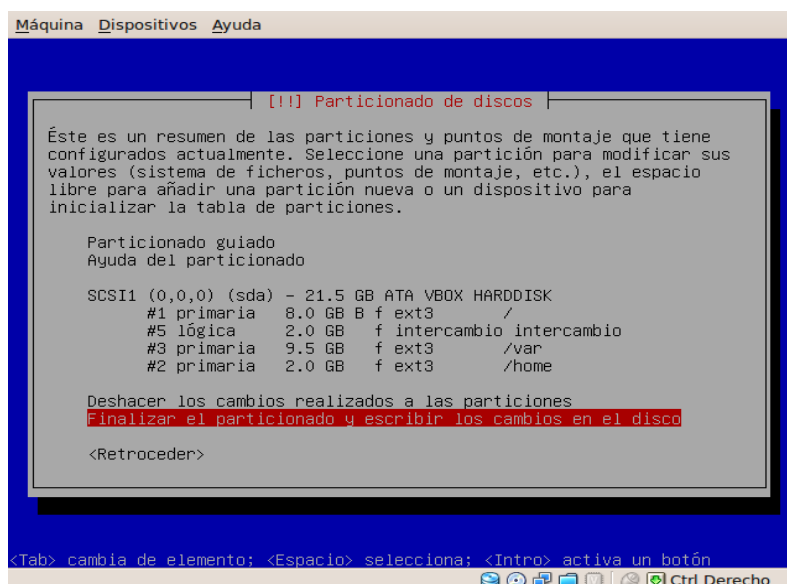 Máquina Dispositivos Ayuda
[!!] Particionado de discos
Éste es un resumen de las particiones y puntos de montaje que tiene
configurados actualmente. Seleccione una partición para modificar sus
valores (sistema de ficheros, puntos de montaje, etc.), el espacio
libre para añadir una partición nueva o un dispositivo para
inicializar la tabla de particiones.
Particionado guiado
Ayuda del particionado
SCSI1 (0,0,0) (sda) - 21.5 GB ATA VBOX HARDDISK
#1 primaria 8.0 GB B f ext3 /
#5 lógica 2.0 GB f intercambio intercambio
#3 primaria 9.5 GB f ext3 /var
#2 primaria 2.0 GB f ext3 /home
Deshacer los cambios realizados a las particiones
Finalizar el particionado y escribir los cambios en el disco
<Retroceder>
<Tab> cambia de elemento; <Espacio> selecciona; <Intro> activa un botón
Ctrl Derecho